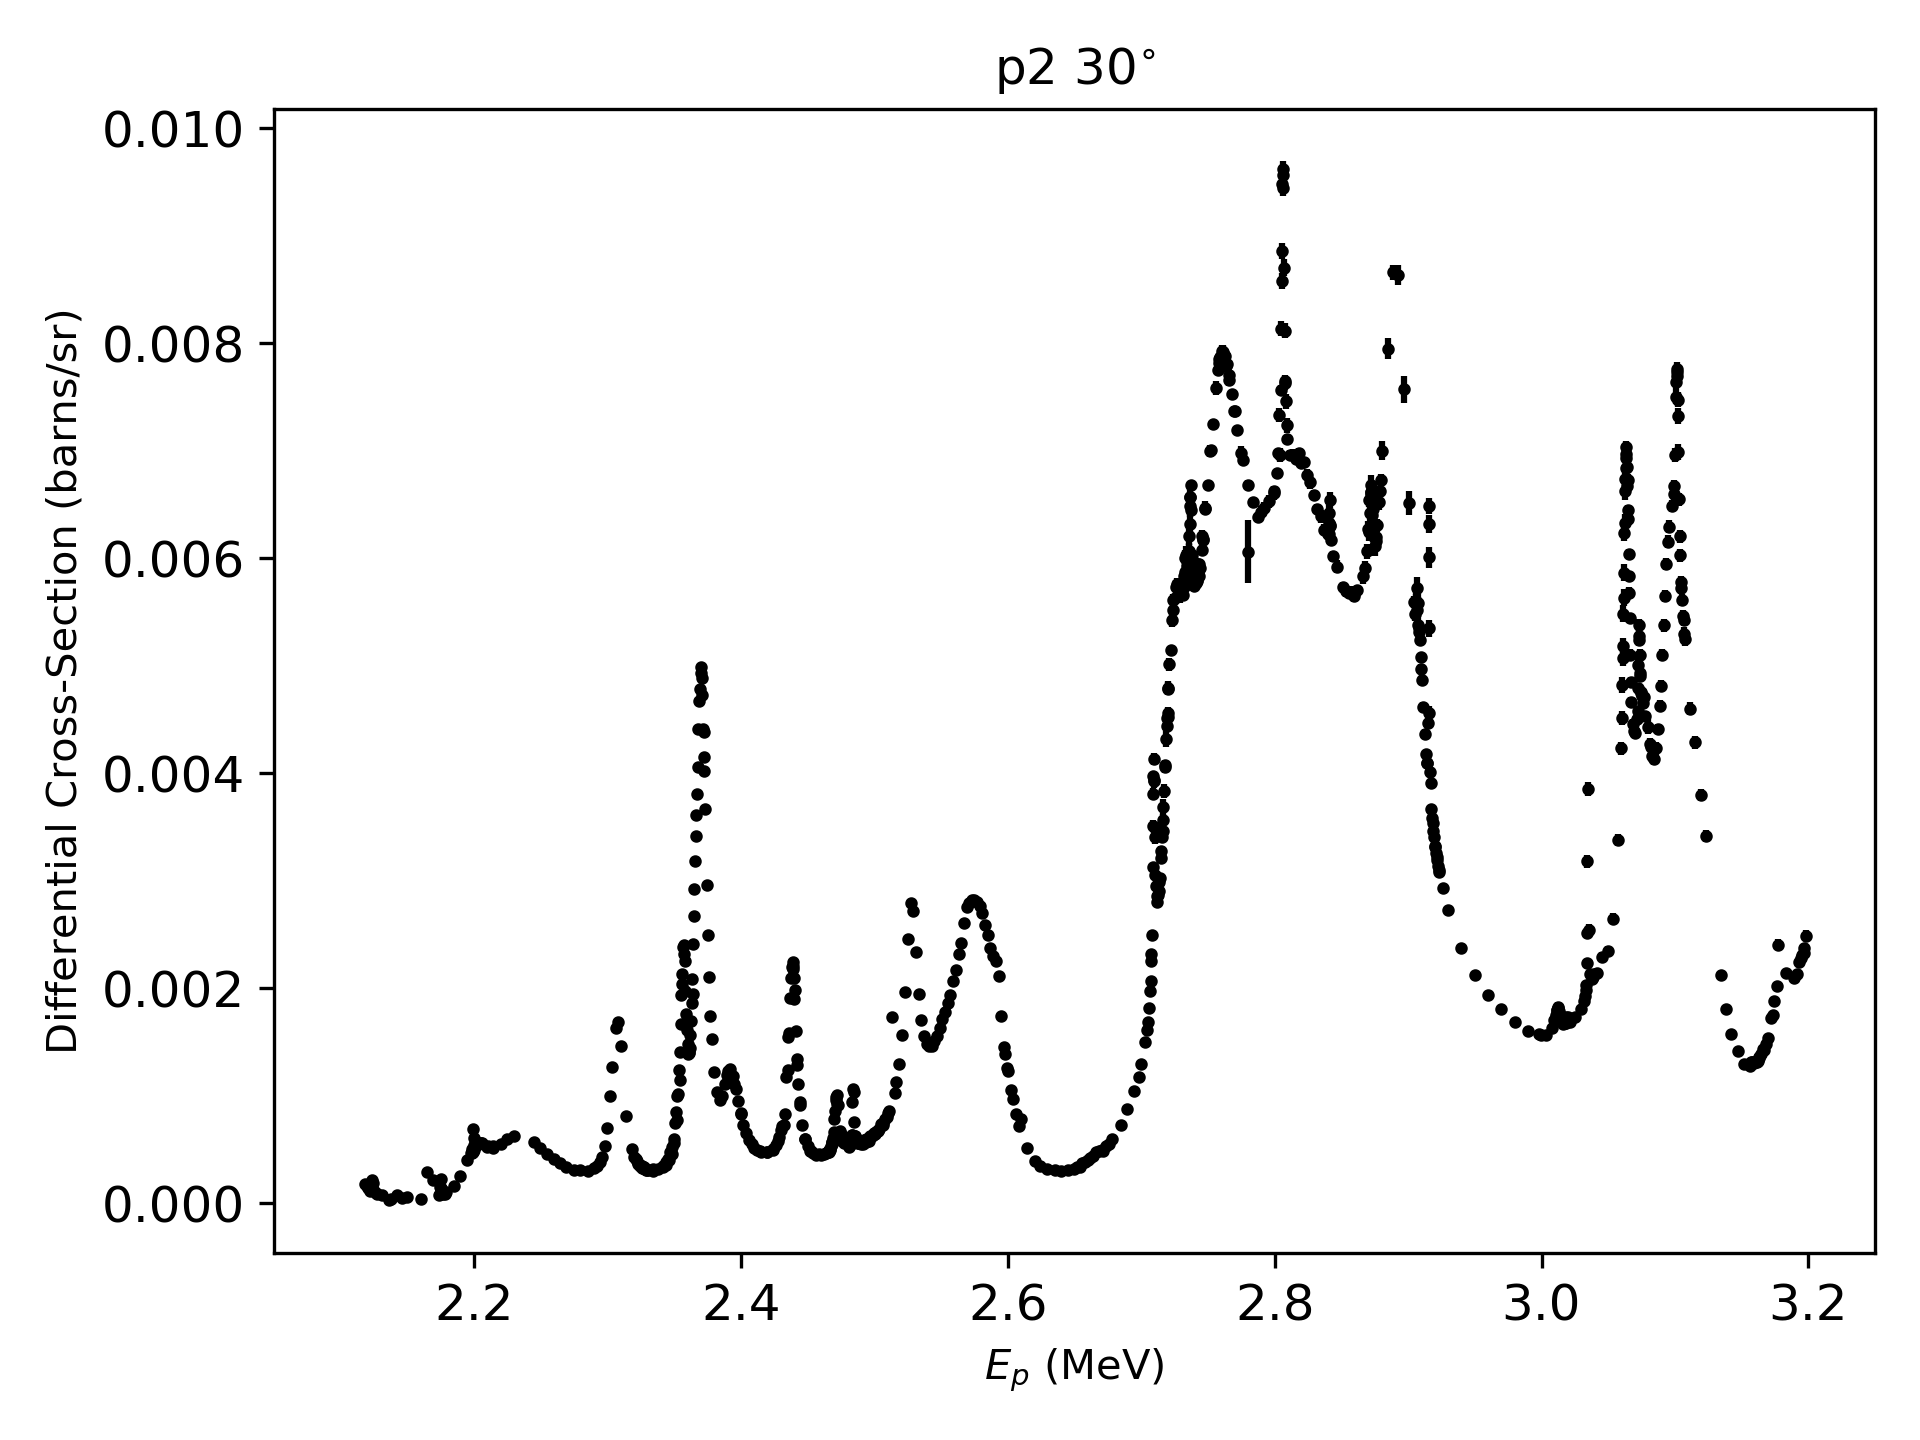 p2 30°
0.010
0.008
0.006
0.004
0.002
0.000
Differential Cross-Section (barns/sr)
2.2 2.4 2.6 2.8 3.0 3.2
E_p (MeV)